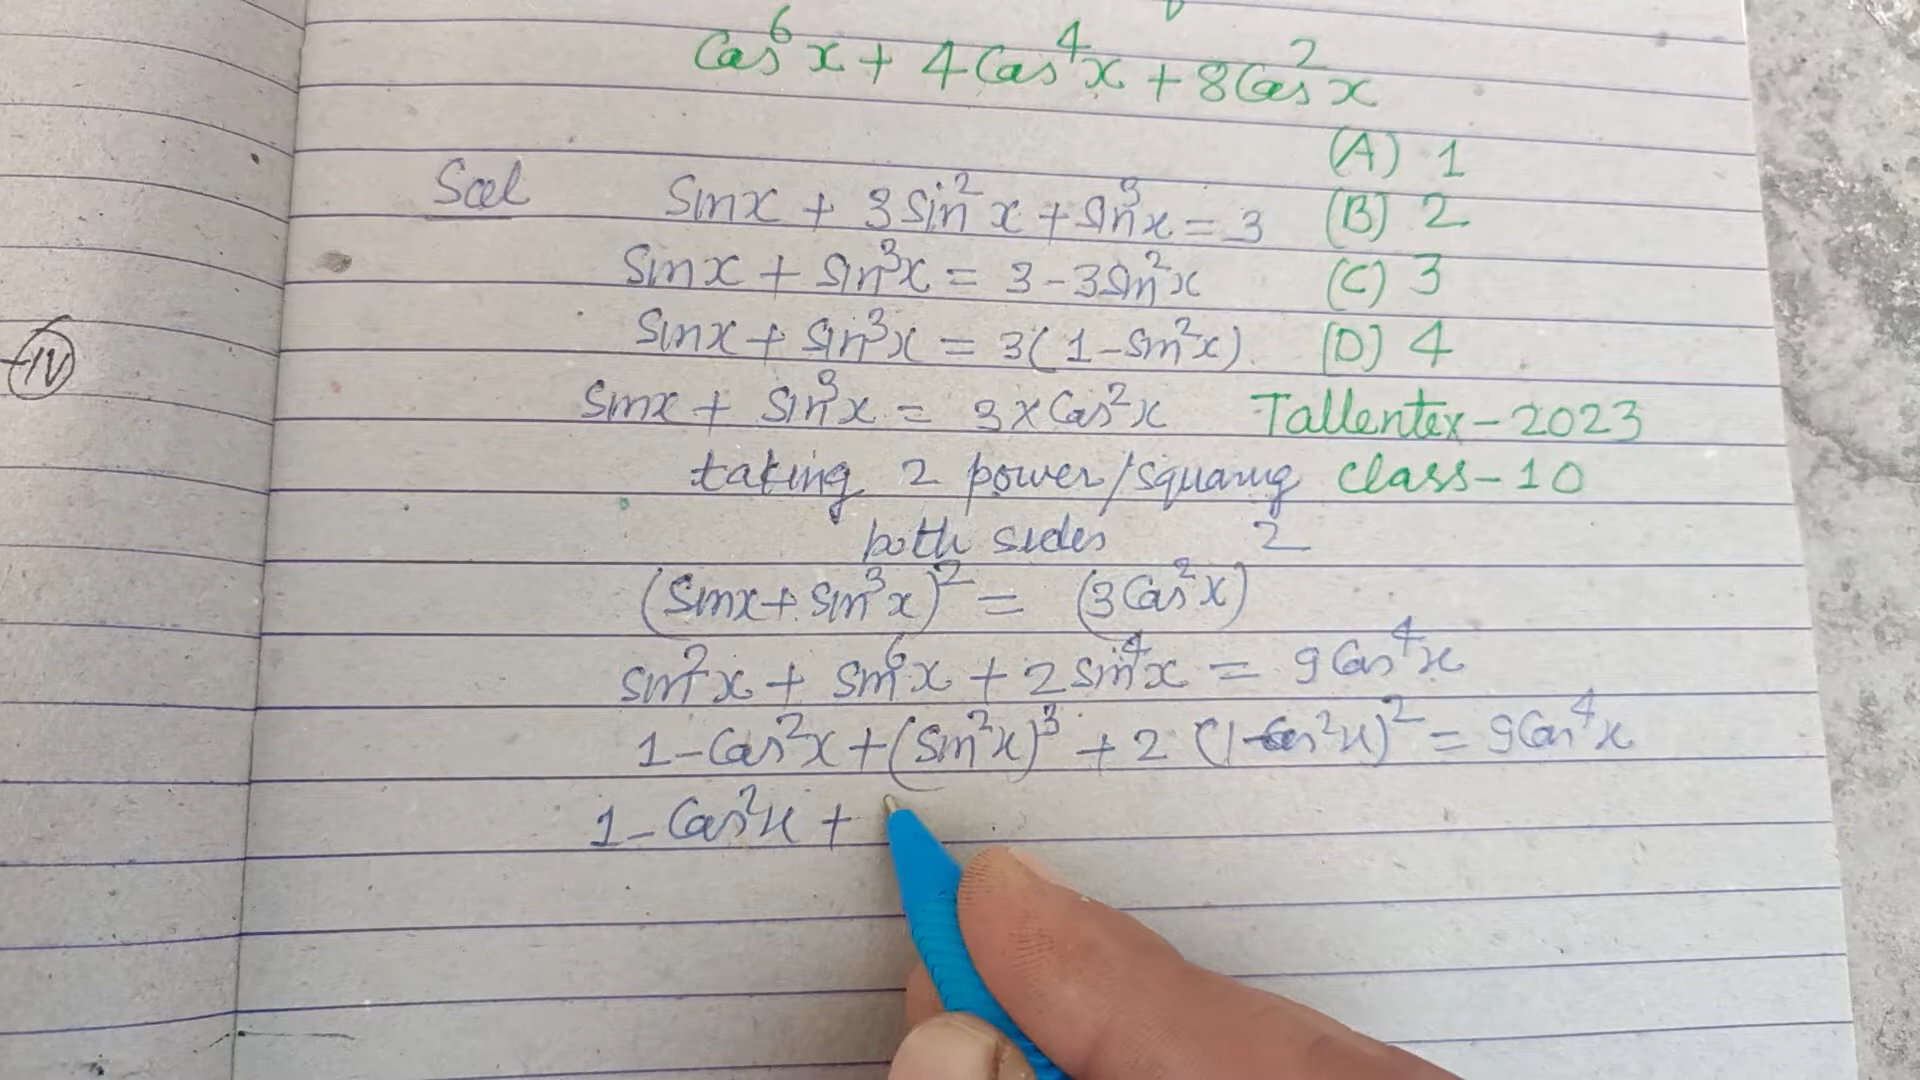 Cos⁶x + 4Cos⁴x + 8Cos²x
(A) 1
Sol Sinx + 3Sin²x + Sin³x = 3 (B) 2
Sinx + Sin³x = 3 - 3Sin²x (C) 3
Sinx + Sin³x = 3(1 - Sin²x) (D) 4
Sinx + Sin³x = 3 x Cos²x Tallentex - 2023
taking 2 power/squaring class - 10
both sides
(Sinx + Sin³x)² = (3Cos²x)²
Sin²x + Sin⁶x + 2Sin⁴x = 9Cos⁴x
1 - Cos²x + (Sin²x)³ + 2(1 - Cos²x)² = 9Cos⁴x
1 - Cos²x +
IV